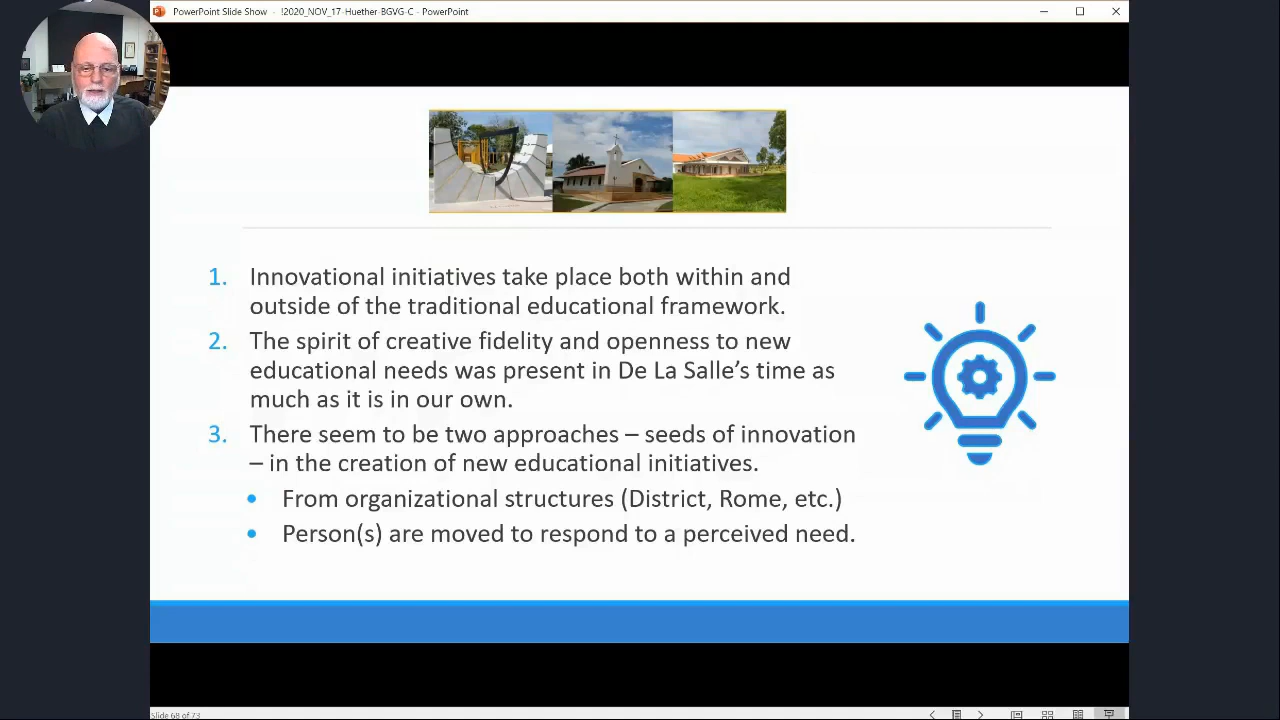 PowerPoint Slide Show - !2020_NOV_17-Huether-BGVG-C - PowerPoint
1. Innovational initiatives take place both within and
outside of the traditional educational framework.
2. The spirit of creative fidelity and openness to new
educational needs was present in De La Salle’s time as
much as it is in our own.
3. There seem to be two approaches – seeds of innovation
– in the creation of new educational initiatives.
• From organizational structures (District, Rome, etc.)
• Person(s) are moved to respond to a perceived need.
Slide 68 of 73